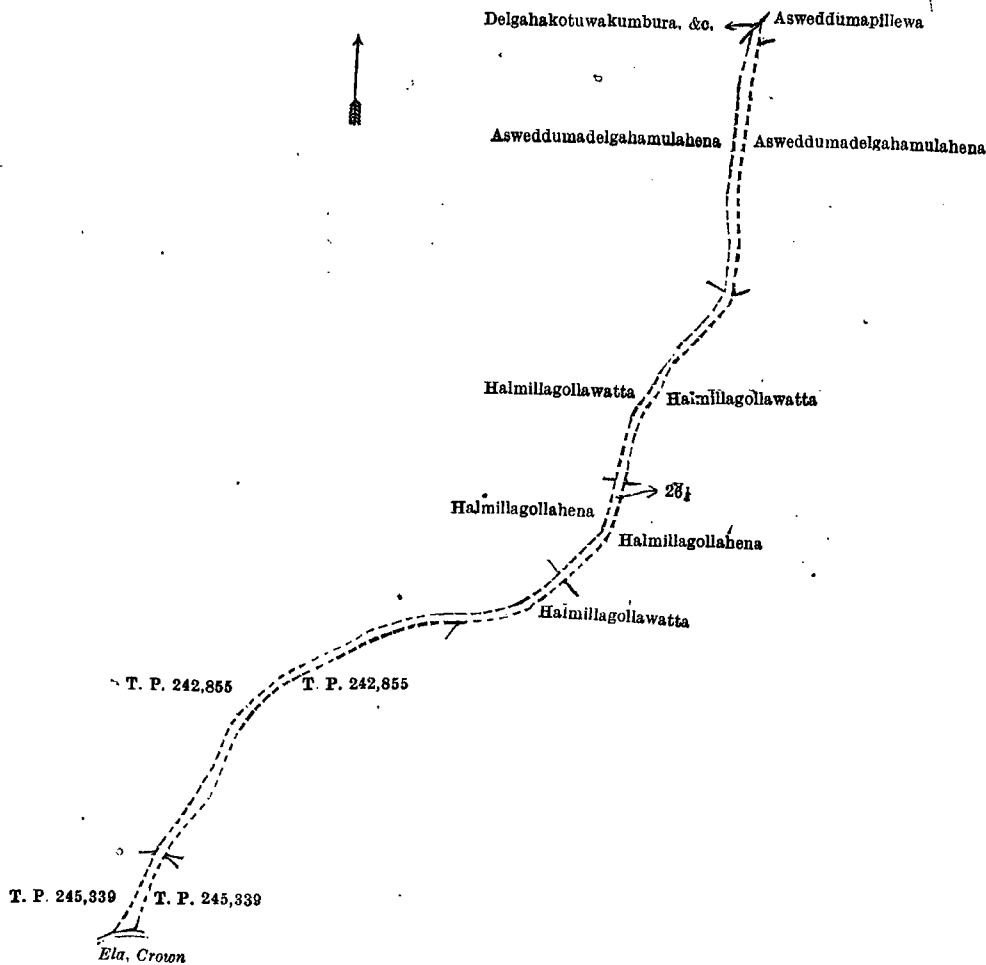 Delgahakotuwakumbura, &c.
Asweddumapillewa
Asweddumadelgahamulahena
Asweddumadelgahamulahena
Halmillagollawatta
Halmillagollawatta
Halmillagollahena
Halmillagollahena
Halmillagollawatta
T. P. 242,855
T. P. 242,855
T. P. 245,339
T. P. 245,339
Ela, Crown